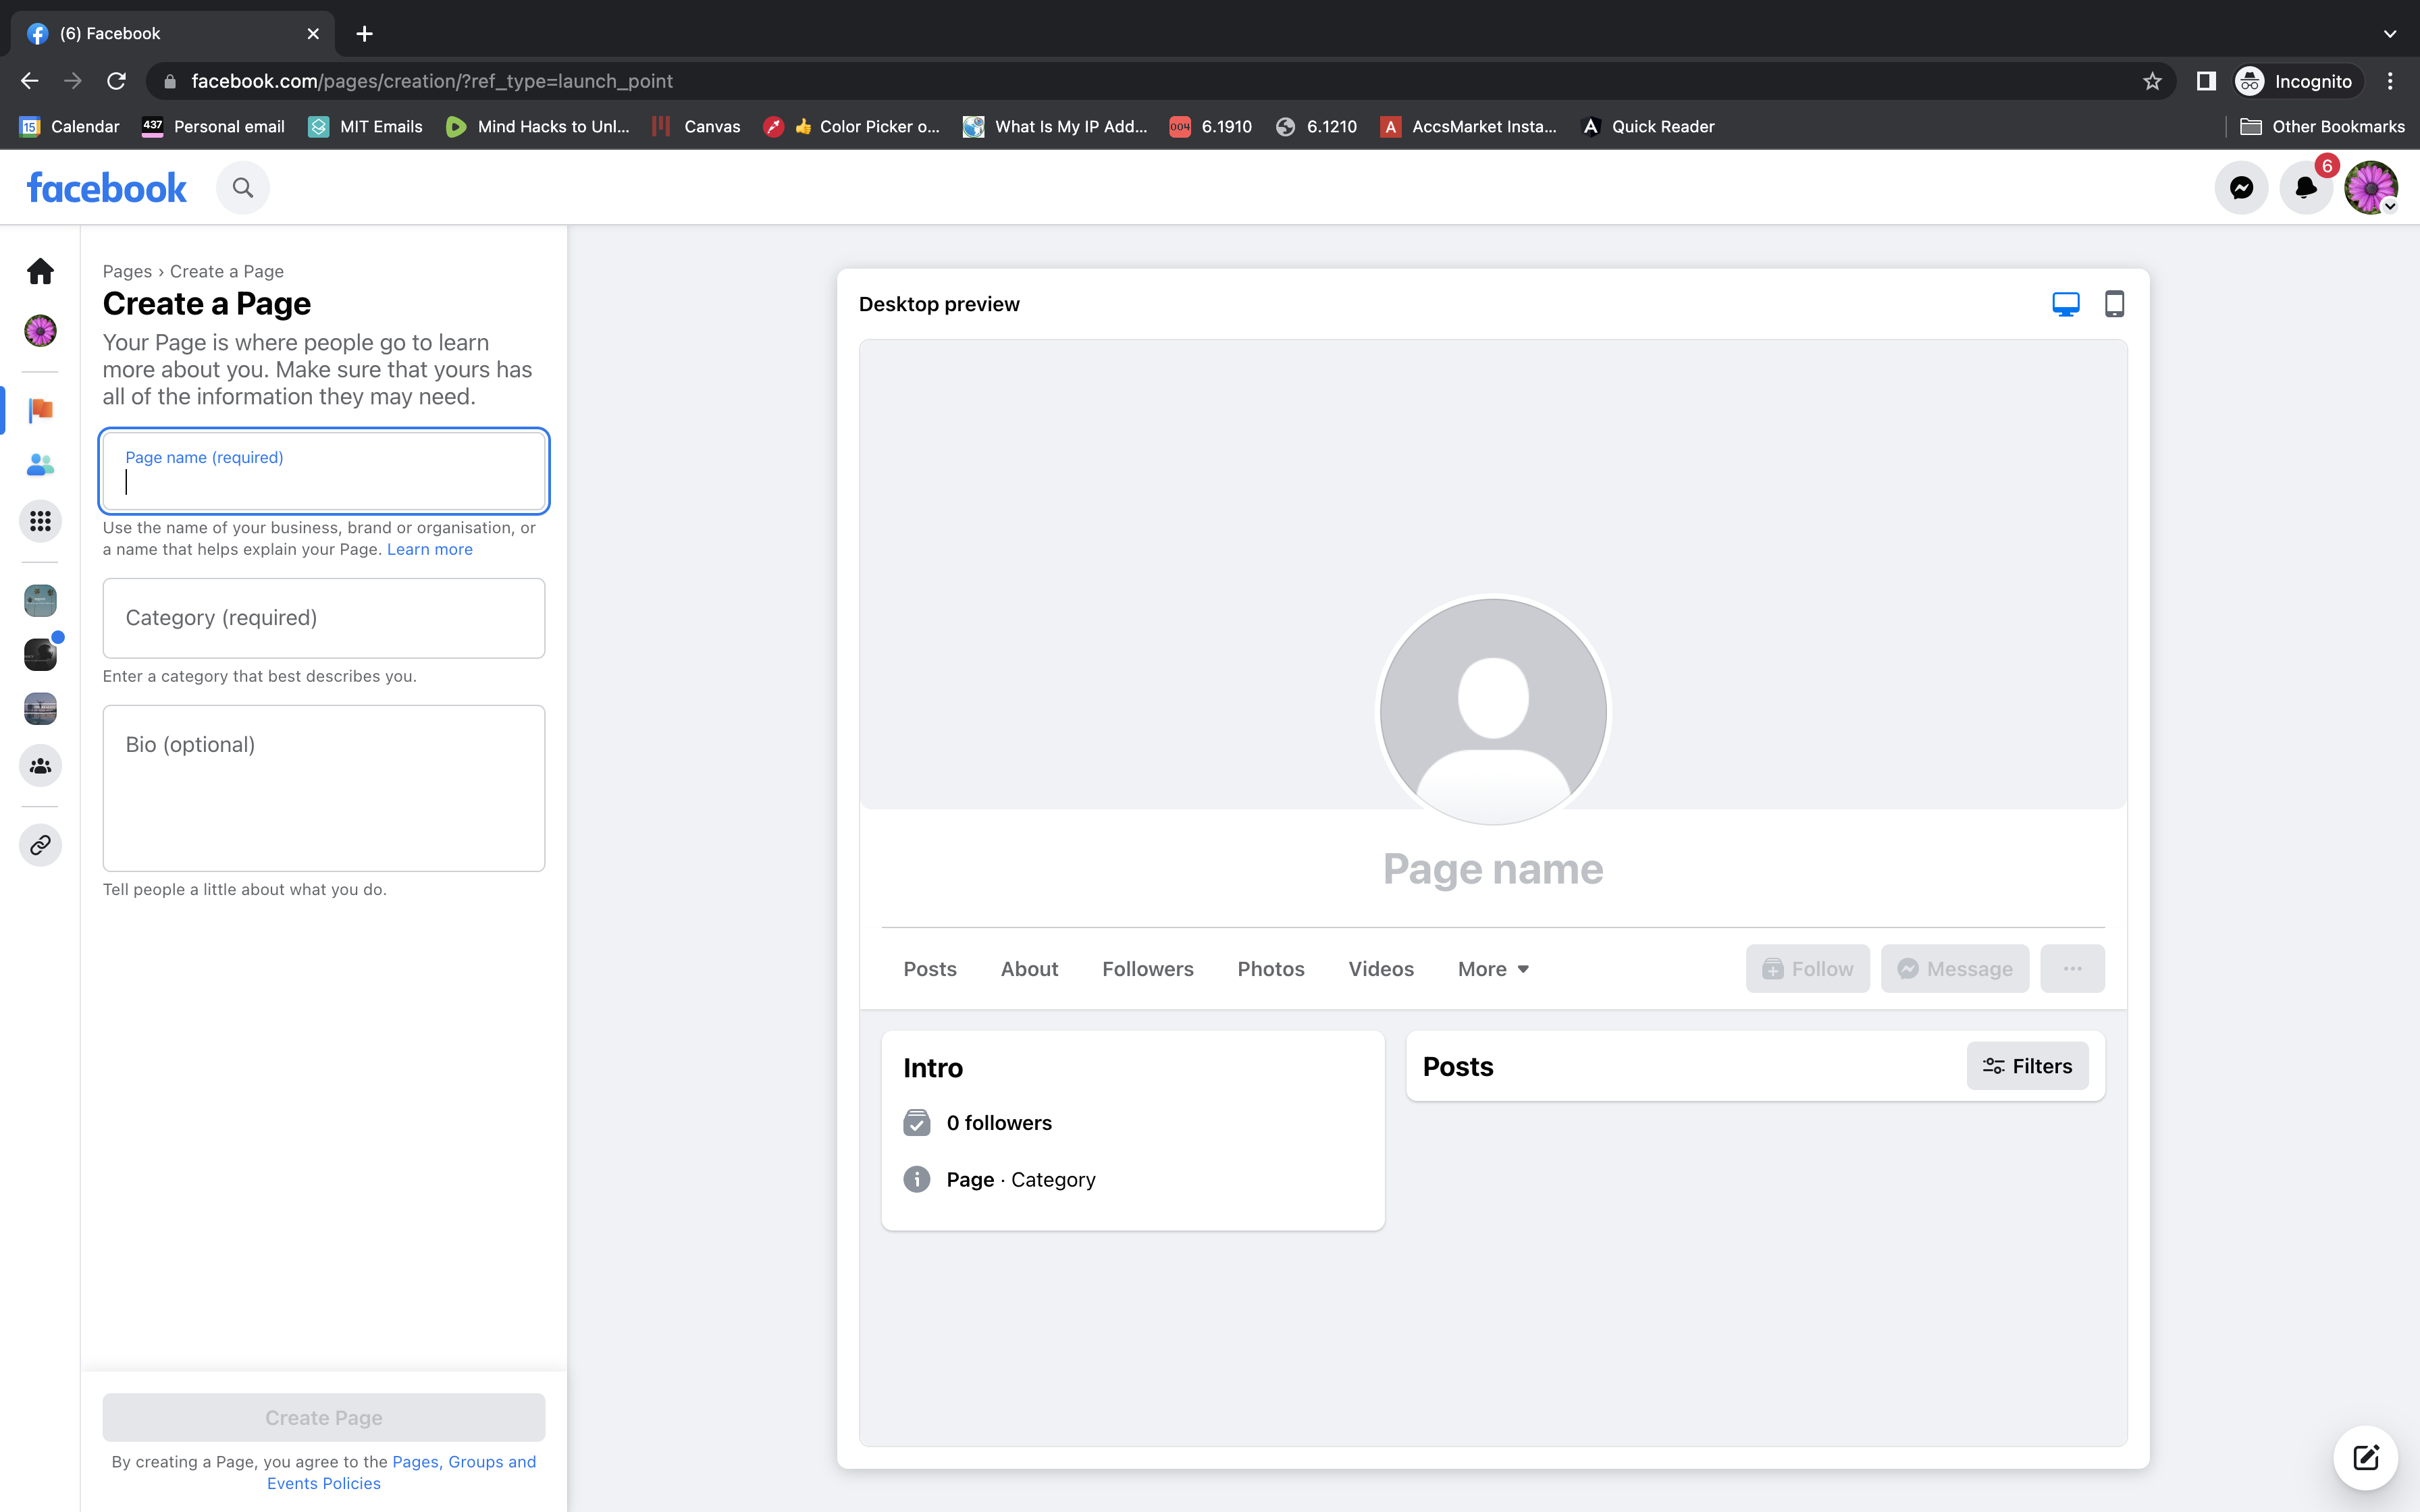 (6) Facebook
facebook.com/pages/creation/?ref_type=launch_point
Incognito
15 Calendar
437 Personal email
MIT Emails
Mind Hacks to Unl...
Canvas
👍 Color Picker o...
What Is My IP Add...
004 6.1910
6.1210
A AccsMarket Insta...
Quick Reader
Other Bookmarks
facebook
6
Pages › Create a Page
Create a Page
Your Page is where people go to learn
more about you. Make sure that yours has
all of the information they may need.
Page name (required)
Use the name of your business, brand or organisation, or
a name that helps explain your Page. Learn more
Category (required)
Enter a category that best describes you.
Bio (optional)
Tell people a little about what you do.
Create Page
By creating a Page, you agree to the Pages, Groups and
Events Policies
Desktop preview
Page name
Posts
About
Followers
Photos
Videos
More
Follow
Message
Intro
0 followers
Page · Category
Posts
Filters